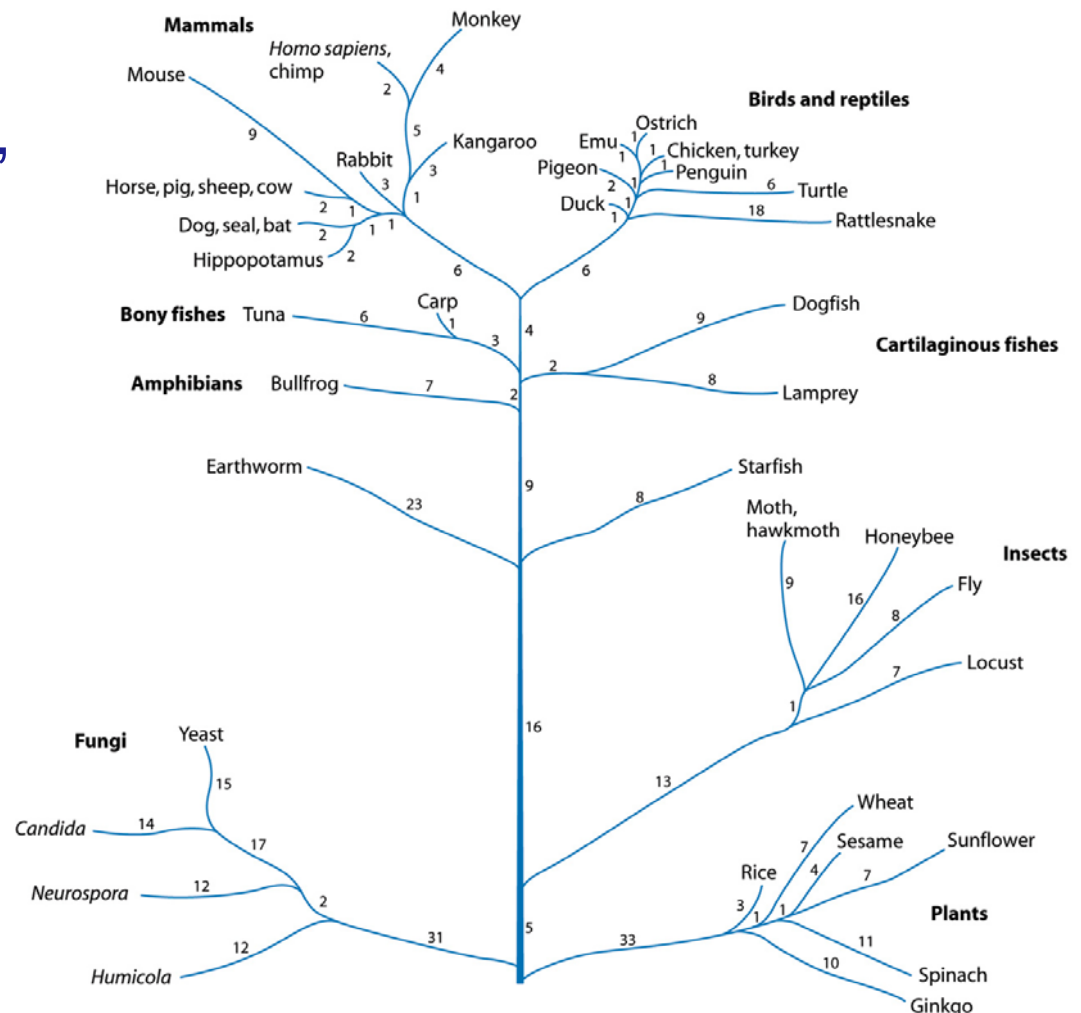 Mammals
Monkey
Homo sapiens,
chimp
Mouse
2
4
9
5
Kangaroo
Rabbit
3
3
Horse, pig, sheep, cow
2
1
1
Dog, seal, bat
2
1
1
Hippopotamus
2
6
Birds and reptiles
Ostrich
1
Emu
1
1
Chicken, turkey
1
Penguin
Pigeon
2
1
6
Turtle
Duck
1
1
18
Rattlesnake
6
4
Carp
1
Bony fishes
Tuna
6
3
Dogfish
9
2
Cartilaginous fishes
8
Lamprey
Amphibians
Bullfrog
7
2
Earthworm
23
9
Starfish
8
Moth,
hawkmoth
9
Honeybee
16
Insects
Fly
8
Locust
7
1
16
13
Fungi
Yeast
15
Candida
14
17
Neurospora
12
2
Humicola
12
31
5
33
Wheat
7
Sesame
4
Sunflower
7
Rice
3
1
1
Plants
11
Spinach
10
Ginkgo